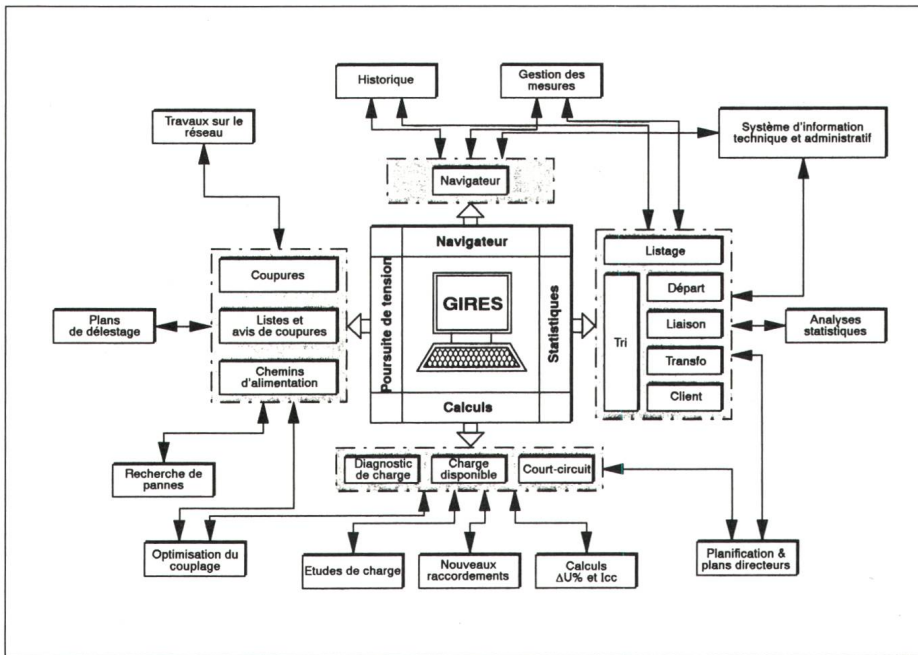 Historique
Gestion des
mesures
Travaux sur le
réseau
Système d'information
technique et administratif
Navigateur
Navigateur
Coupures
Listes et
avis de coupures
Chemins
d'alimentation
Plans
de délestage
Poursuite de tension
GIRES
Statistiques
Calculs
Listage
Tri
Départ
Liaison
Transfo
Client
Analyses
statistiques
Diagnostic
de charge
Charge
disponible
Court-circuit
Recherche de
pannes
Optimisation du
couplage
Etudes de charge
Nouveaux
raccordements
Calculs
ΔU% et Icc
Planification &
plans directeurs